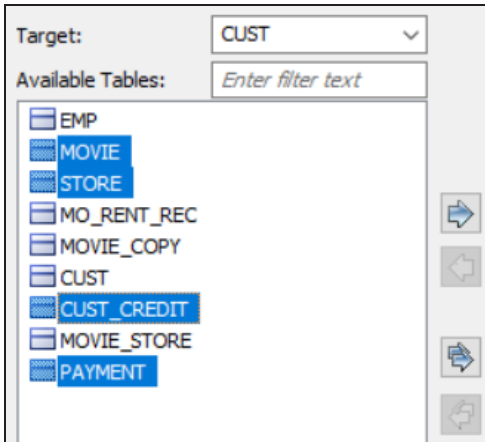 Target: CUST
Available Tables: Enter filter text
EMP
MOVIE
STORE
MO_RENT_REC
MOVIE_COPY
CUST
CUST_CREDIT
MOVIE_STORE
PAYMENT